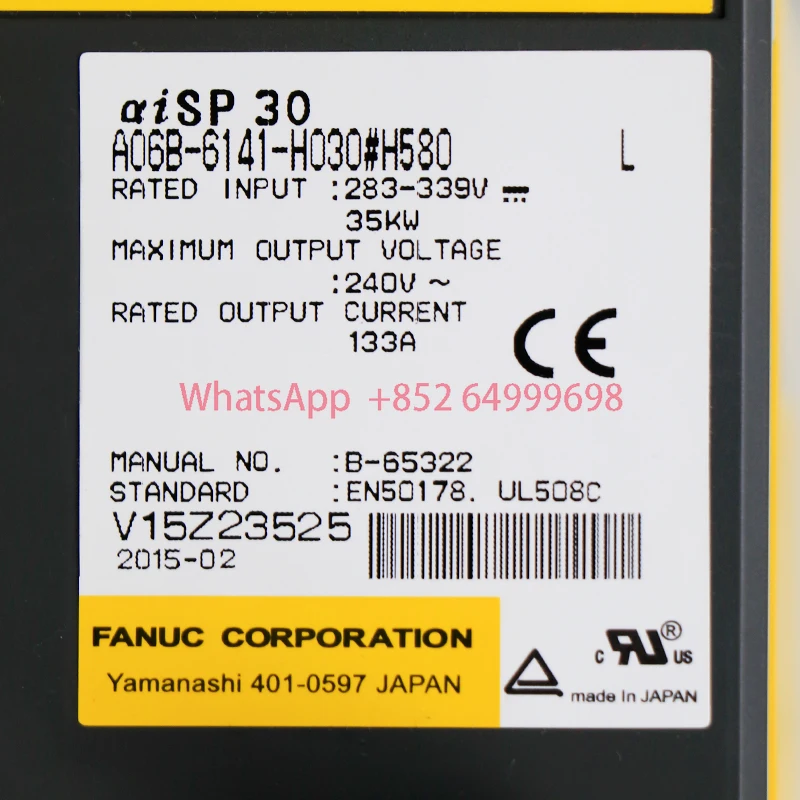 αiSP 30
A06B-6141-H030#H580 L
RATED INPUT :283-339V
35KW
MAXIMUM OUTPUT VOLTAGE
:240V ~
RATED OUTPUT CURRENT
133A
CE
WhatsApp +852 64999698
MANUAL NO. :B-65322
STANDARD :EN50178. UL508C
V15Z23525
2015-02
FANUC CORPORATION
Yamanashi 401-0597 JAPAN
c RU ® US
made In JAPAN